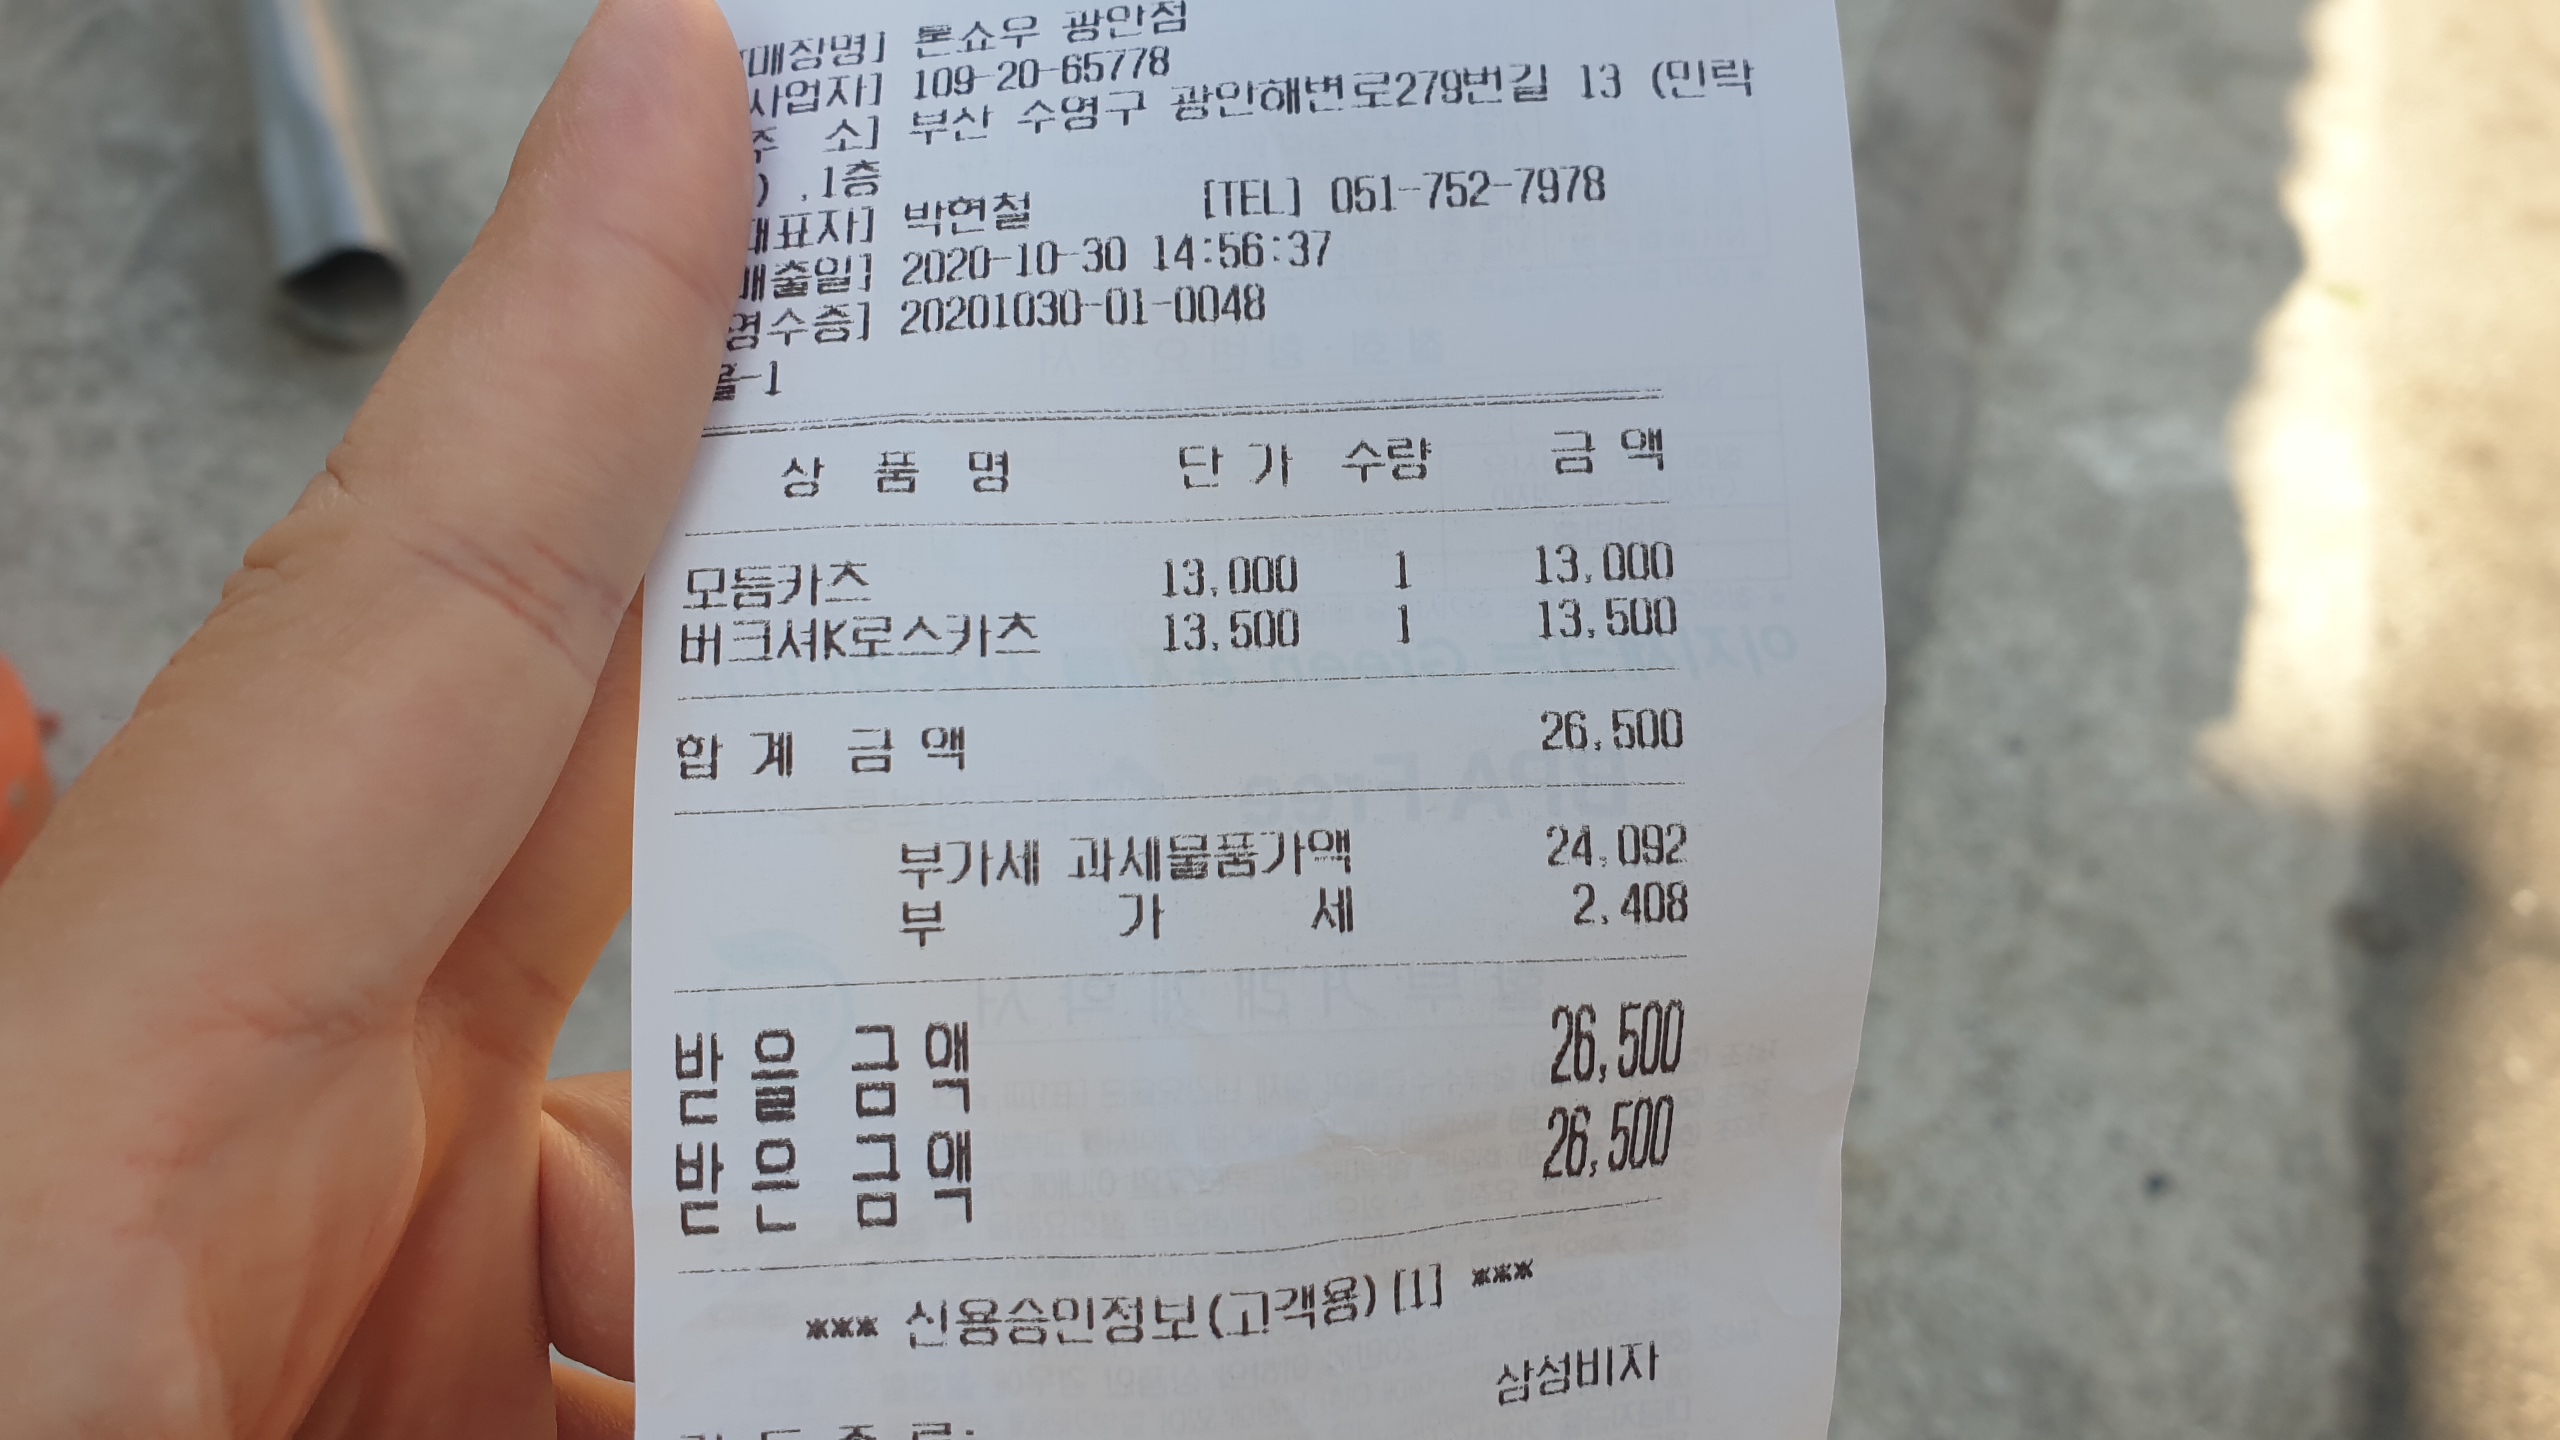 [매장명] 톤쇼우 광안점
사업자] 109-20-65778
주 소] 부산 수영구 광안해변로279번길 13 (민락
) ,1층
대표자] 박현철 [TEL] 051-752-7978
매출일] 2020-10-30 14:56:37
영수증] 20201030-01-0048
홀-1
상 품 명 단 가 수량 금 액
모듬카츠 13,000 1 13,000
버크셔K로스카츠 13,500 1 13,500
합 계 금 액 26,500
부가세 과세물품가액 24,092
부 가 세 2,408
받 을 금 액 26,500
받 은 금 액 26,500
*** 신용승인정보(고객용)[1] ***
삼성비자